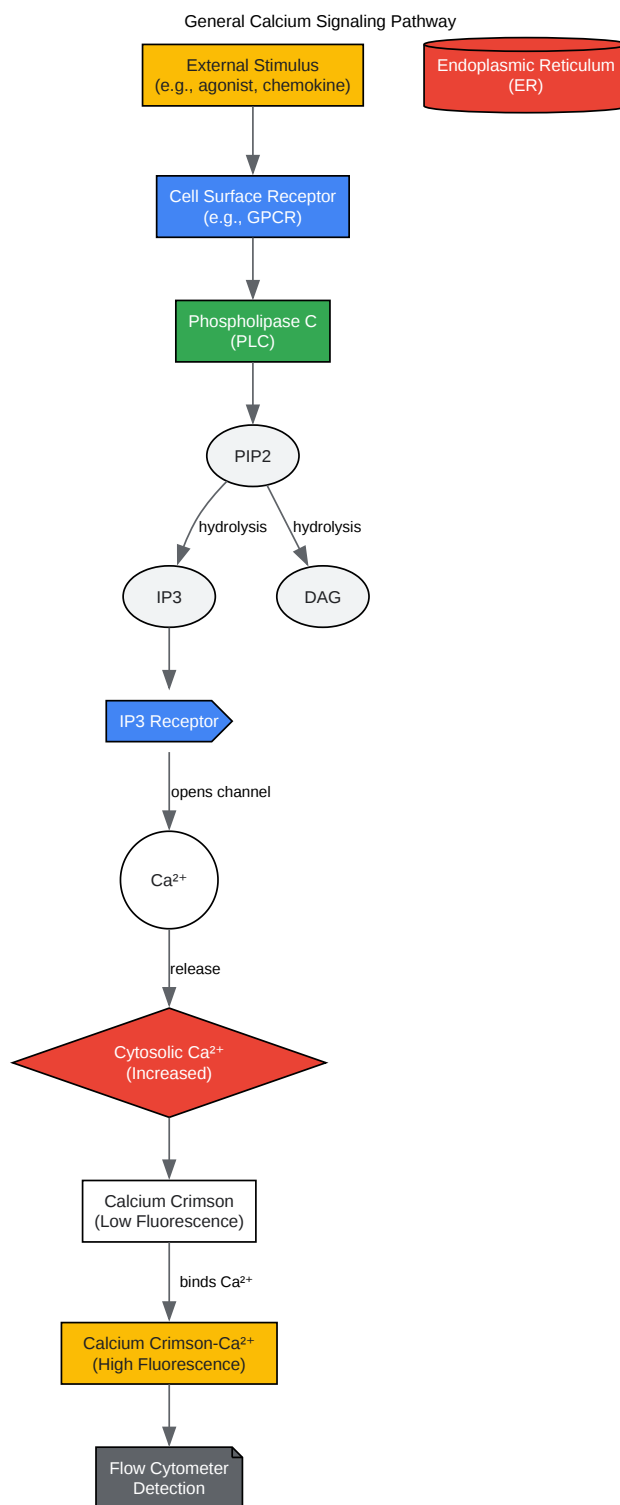 General Calcium Signaling Pathway
External Stimulus
(e.g., agonist, chemokine)
Endoplasmic Reticulum
(ER)
Cell Surface Receptor
(e.g., GPCR)
Phospholipase C
(PLC)
PIP2
hydrolysis
hydrolysis
IP3
DAG
IP3 Receptor
opens channel
Ca²⁺
release
Cytosolic Ca²⁺
(Increased)
Calcium Crimson
(Low Fluorescence)
binds Ca²⁺
Calcium Crimson-Ca²⁺
(High Fluorescence)
Flow Cytometer
Detection